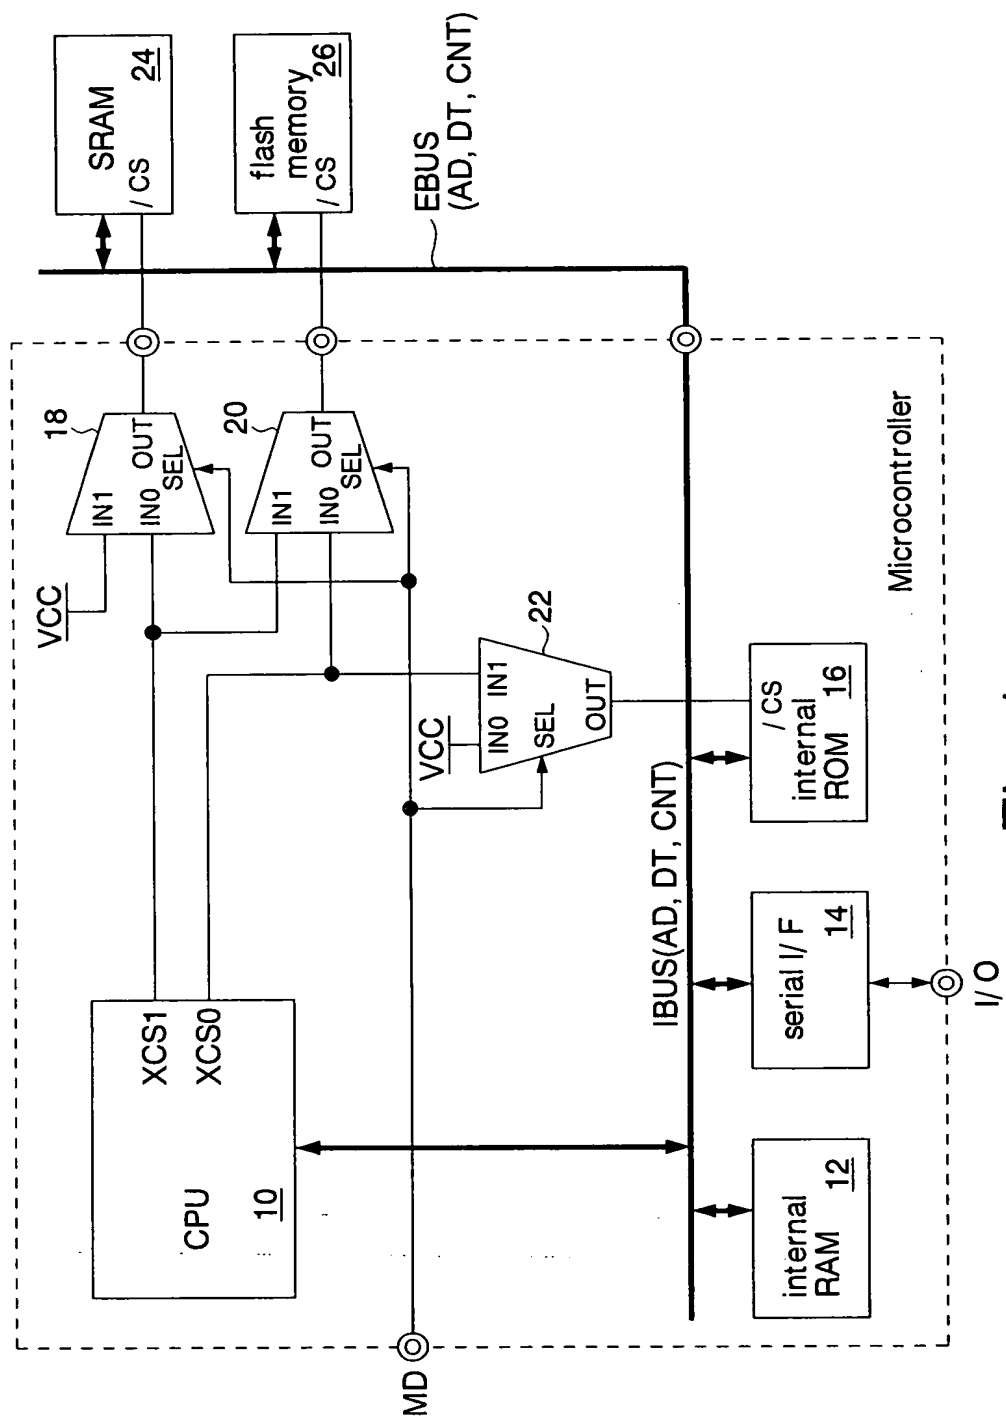 SRAM
24
/ CS
flash
memory
26
/ CS
EBUS
(AD, DT, CNT)
18
IN1
IN0
OUT
SEL
VCC
20
IN1
IN0
OUT
SEL
22
IN0
IN1
SEL
OUT
VCC
XCS1
XCS0
CPU
10
MD
IBUS(AD, DT, CNT)
Microcontroller
internal
RAM
12
serial I/ F
14
I/ O
/ CS
internal
ROM
16